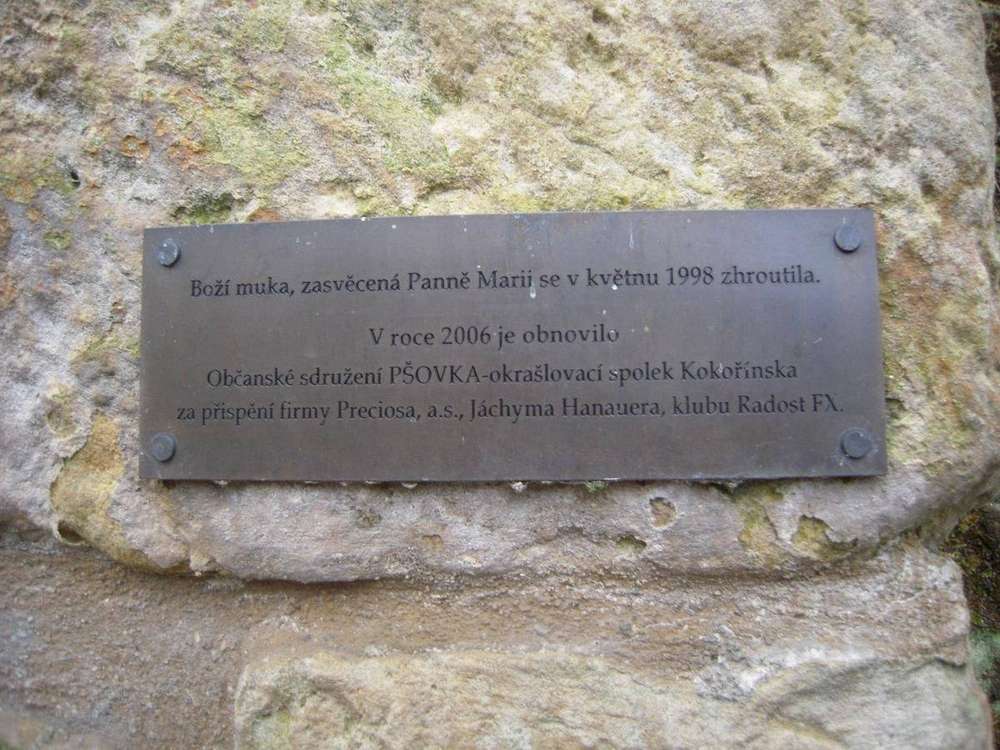 Boží muka, zasvěcená Panně Marii se v květnu 1998 zhroutila.
V roce 2006 je obnovilo
Občanské sdružení PŠOVKA-okrašlovací spolek Kokořínska
za přispění firmy Preciosa, a.s., Jáchyma Hanauera, klubu Radost FX.